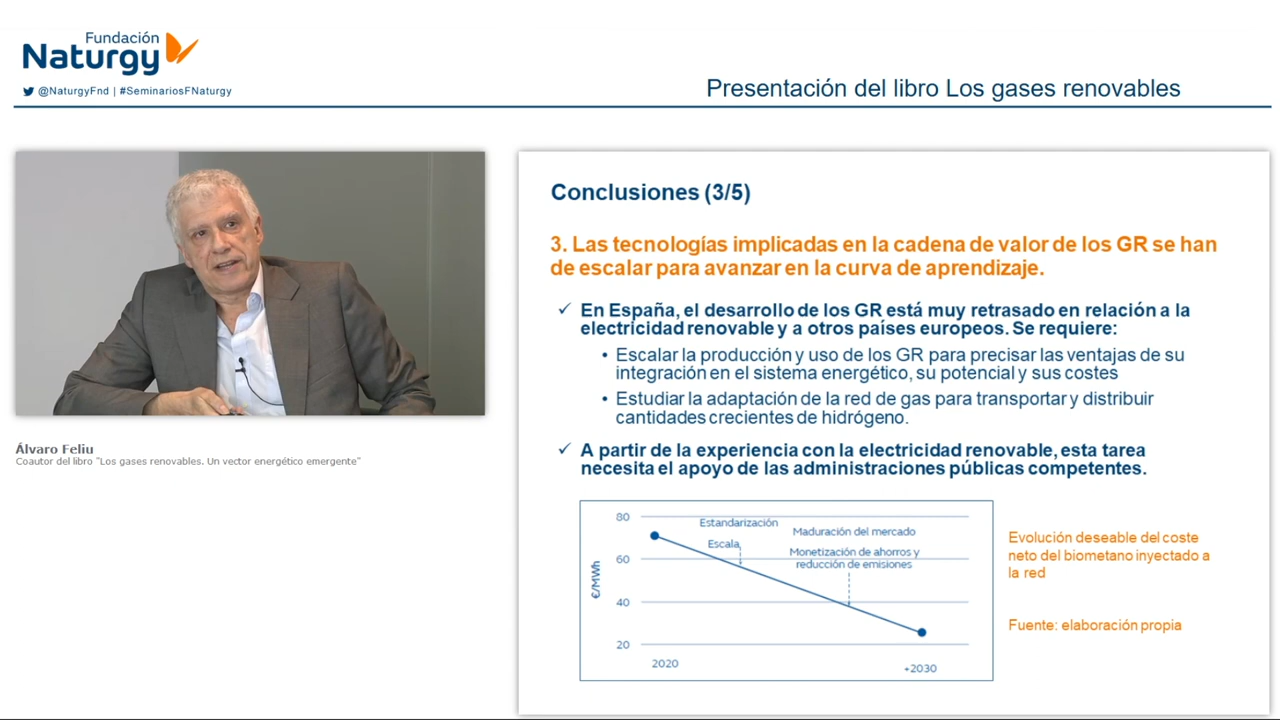 Fundación
Naturgy
@NaturgyFnd | #SeminariosFNaturgy
Presentación del libro Los gases renovables
Álvaro Feliu
Coautor del libro "Los gases renovables. Un vector energético emergente"
Conclusiones (3/5)
3. Las tecnologías implicadas en la cadena de valor de los GR se han
de escalar para avanzar en la curva de aprendizaje.
✓ En España, el desarrollo de los GR está muy retrasado en relación a la
electricidad renovable y a otros países europeos. Se requiere:
• Escalar la producción y uso de los GR para precisar las ventajas de su
integración en el sistema energético, su potencial y sus costes
• Estudiar la adaptación de la red de gas para transportar y distribuir
cantidades crecientes de hidrógeno.
✓ A partir de la experiencia con la electricidad renovable, esta tarea
necesita el apoyo de las administraciones públicas competentes.
80
Estandarización
Maduración del mercado
Escala
Monetización de ahorros y
reducción de emisiones
60
€/MWh
40
20
2020
+2030
Evolución deseable del coste
neto del biometano inyectado a
la red
Fuente: elaboración propia